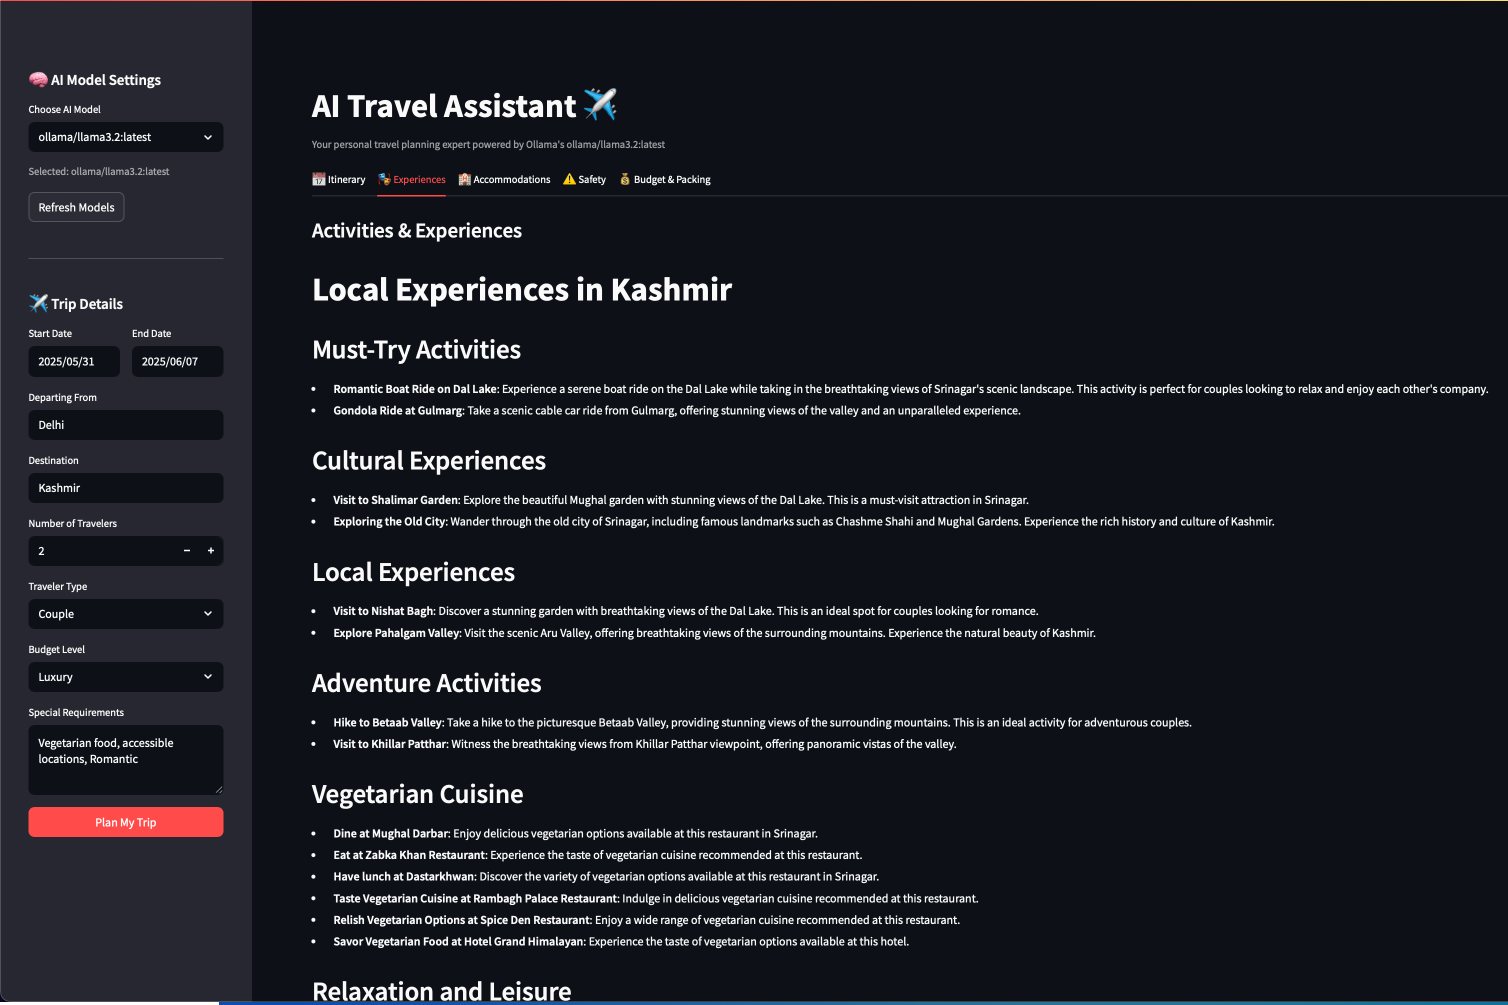 AI Model Settings
Choose AI Model
ollama/llama3.2:latest
Selected: ollama/llama3.2:latest
Refresh Models
Trip Details
Start Date End Date
2025/05/31 2025/06/07
Departing From
Delhi
Destination
Kashmir
Number of Travelers
2 − +
Traveler Type
Couple
Budget Level
Luxury
Special Requirements
Vegetarian food, accessible
locations, Romantic
Plan My Trip
AI Travel Assistant
Your personal travel planning expert powered by Ollama's ollama/llama3.2:latest
Itinerary Experiences Accommodations Safety Budget & Packing
Activities & Experiences
Local Experiences in Kashmir
Must-Try Activities
• Romantic Boat Ride on Dal Lake: Experience a serene boat ride on the Dal Lake while taking in the breathtaking views of Srinagar's scenic landscape. This activity is perfect for couples looking to relax and enjoy each other's company.
• Gondola Ride at Gulmarg: Take a scenic cable car ride from Gulmarg, offering stunning views of the valley and an unparalleled experience.
Cultural Experiences
• Visit to Shalimar Garden: Explore the beautiful Mughal garden with stunning views of the Dal Lake. This is a must-visit attraction in Srinagar.
• Exploring the Old City: Wander through the old city of Srinagar, including famous landmarks such as Chashme Shahi and Mughal Gardens. Experience the rich history and culture of Kashmir.
Local Experiences
• Visit to Nishat Bagh: Discover a stunning garden with breathtaking views of the Dal Lake. This is an ideal spot for couples looking for romance.
• Explore Pahalgam Valley: Visit the scenic Aru Valley, offering breathtaking views of the surrounding mountains. Experience the natural beauty of Kashmir.
Adventure Activities
• Hike to Betaab Valley: Take a hike to the picturesque Betaab Valley, providing stunning views of the surrounding mountains. This is an ideal activity for adventurous couples.
• Visit to Khillar Patthar: Witness the breathtaking views from Khillar Patthar viewpoint, offering panoramic vistas of the valley.
Vegetarian Cuisine
• Dine at Mughal Darbar: Enjoy delicious vegetarian options available at this restaurant in Srinagar.
• Eat at Zabka Khan Restaurant: Experience the taste of vegetarian cuisine recommended at this restaurant.
• Have lunch at Dastarkhwan: Discover the variety of vegetarian options available at this restaurant in Srinagar.
• Taste Vegetarian Cuisine at Rambagh Palace Restaurant: Indulge in delicious vegetarian cuisine recommended at this restaurant.
• Relish Vegetarian Options at Spice Den Restaurant: Enjoy a wide range of vegetarian cuisine recommended at this restaurant.
• Savor Vegetarian Food at Hotel Grand Himalayan: Experience the taste of vegetarian options available at this hotel.
Relaxation and Leisure